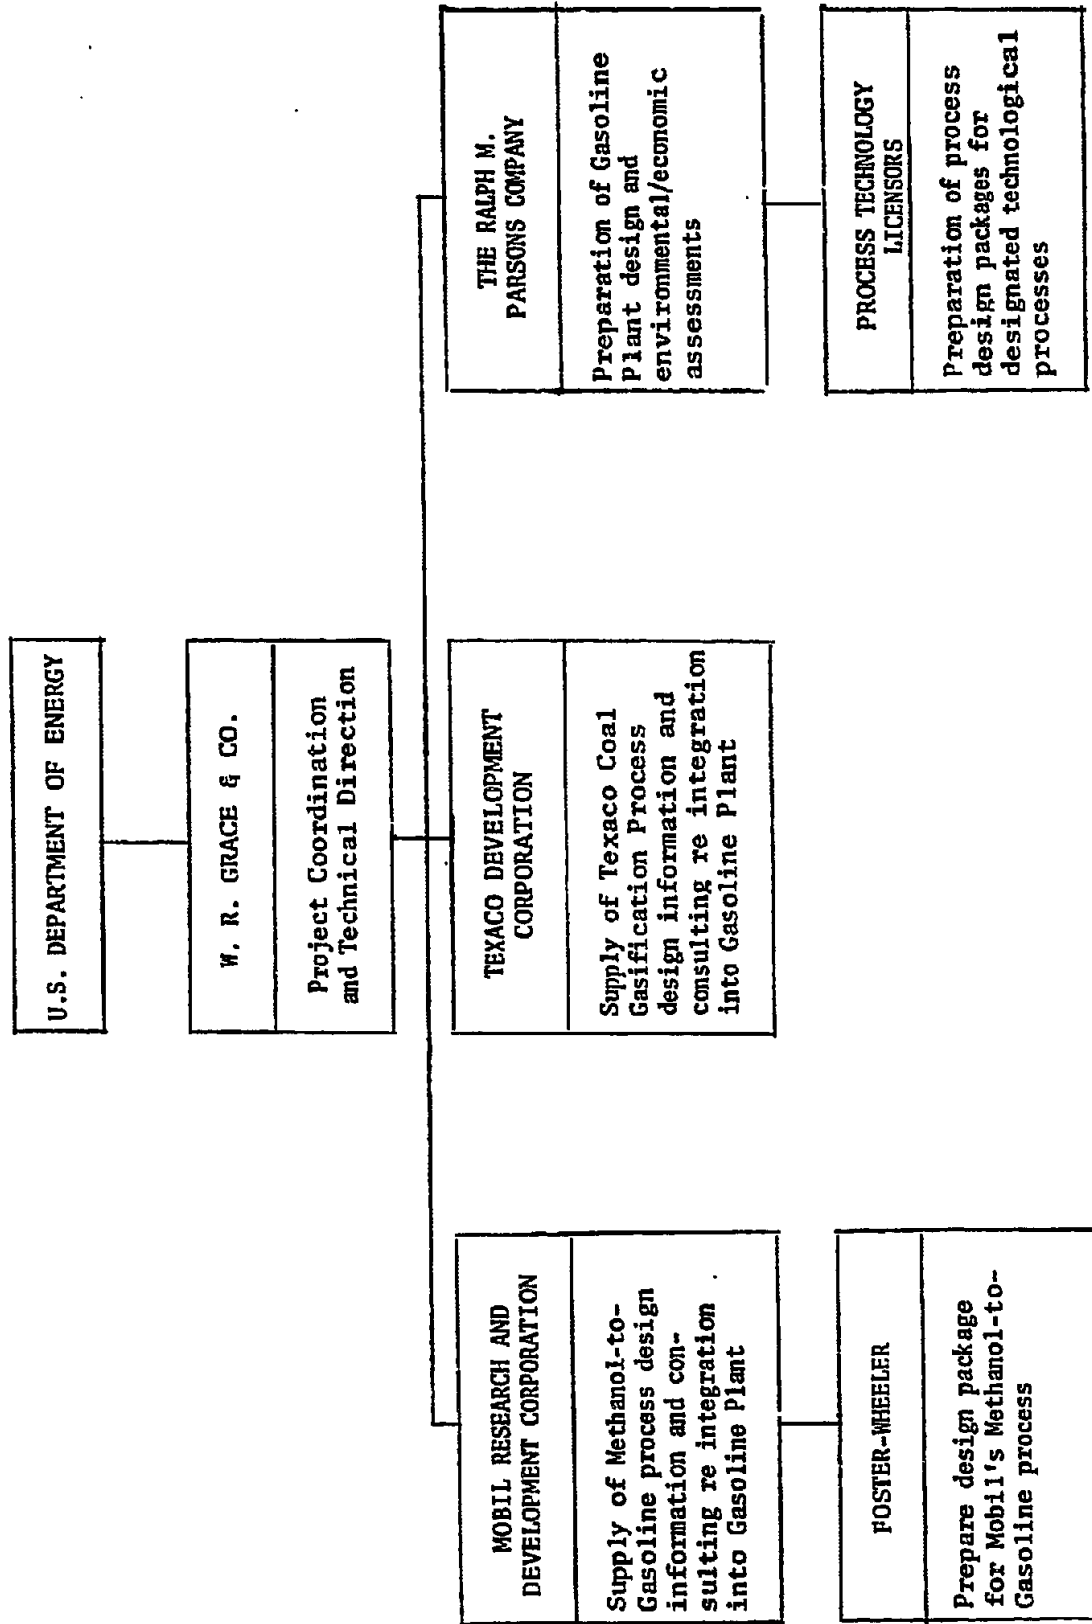 U.S. DEPARTMENT OF ENERGY
W. R. GRACE & CO.
Project Coordination
and Technical Direction
MOBIL RESEARCH AND
DEVELOPMENT CORPORATION
Supply of Methanol-to-
Gasoline process design
information and con-
sulting re integration
into Gasoline Plant
TEXACO DEVELOPMENT
CORPORATION
Supply of Texaco Coal
Gasification Process
design information and
consulting re integration
into Gasoline Plant
THE RALPH M.
PARSONS COMPANY
Preparation of Gasoline
Plant design and
environmental/economic
assessments
FOSTER-WHEELER
Prepare design package
for Mobil's Methanol-to-
Gasoline process
PROCESS TECHNOLOGY
LICENSORS
Preparation of process
design packages for
designated technological
processes